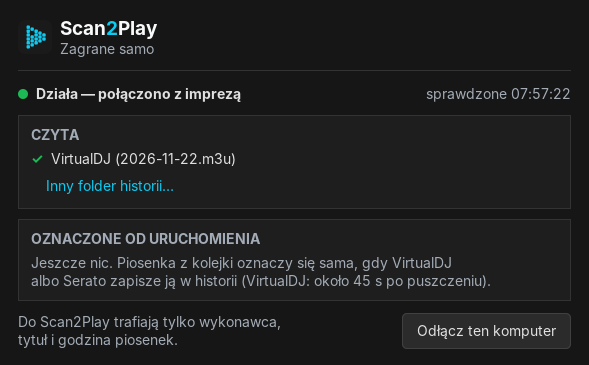 Scan2Play
Zagrane samo
Działa — połączono z imprezą
sprawdzone 07:57:22
CZYTA
✓ VirtualDJ (2026-11-22.m3u)
Inny folder historii...
OZNACZONE OD URUCHOMIENIA
Jeszcze nic. Piosenka z kolejki oznaczy się sama, gdy VirtualDJ
albo Serato zapisze ją w historii (VirtualDJ: około 45 s po puszczeniu).
Do Scan2Play trafiają tylko wykonawca,
tytuł i godzina piosenek.
Odłącz ten komputer